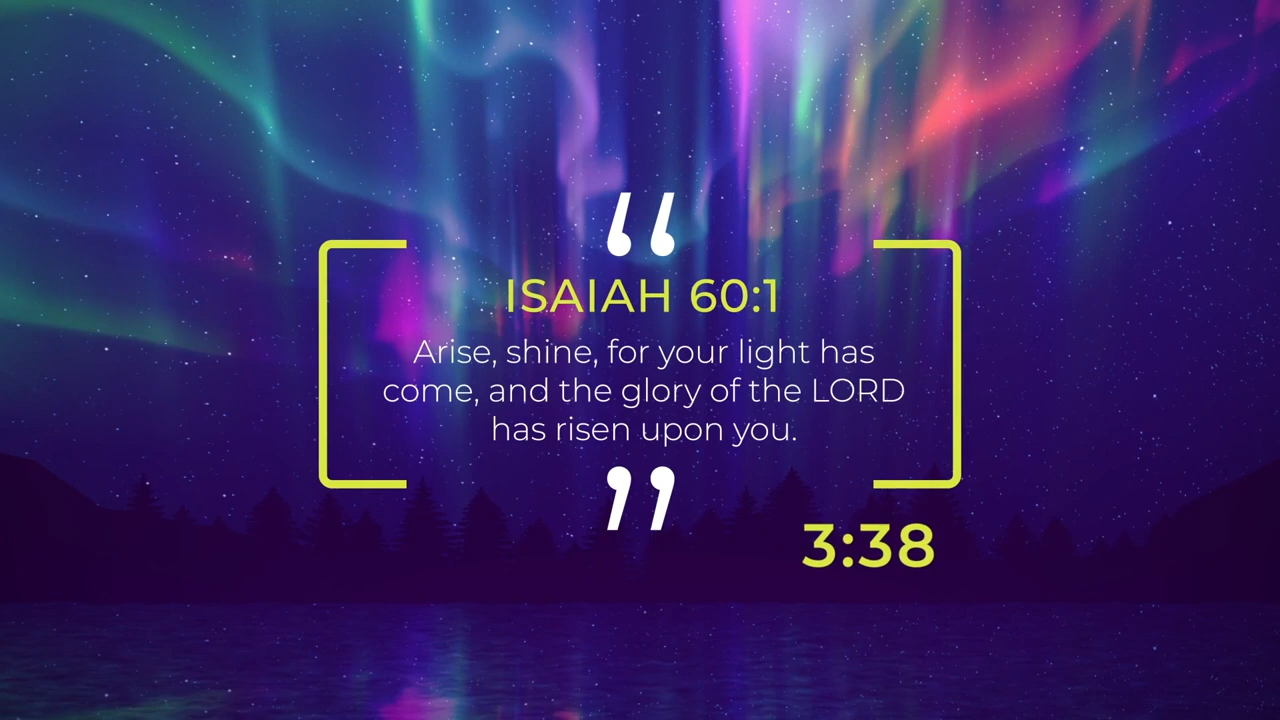 “
ISAIAH 60:1
Arise, shine, for your light has
come, and the glory of the LORD
has risen upon you.
”
3:38